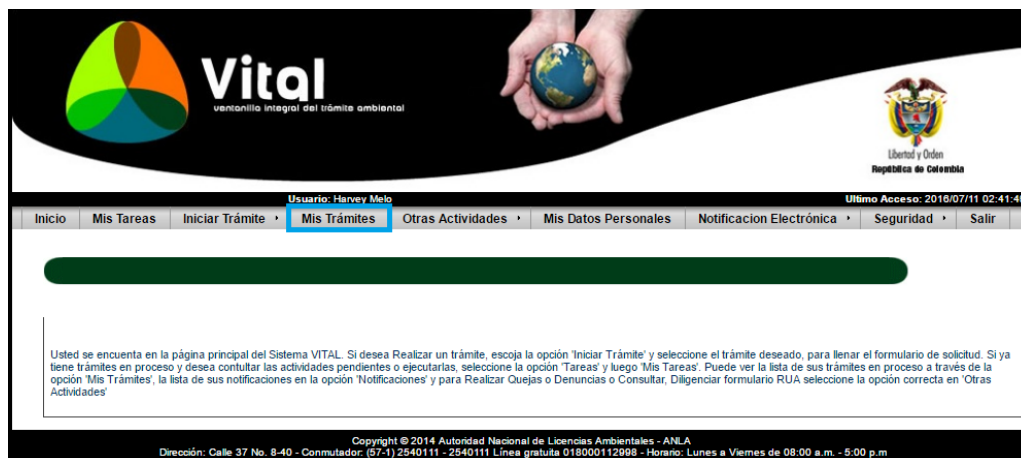 Vital
ventanilla integral del trámite ambiental
Libertad y Orden
República de Colombia
Usuario: Harvey Melo
Ultimo Acceso: 2016/07/11 02:41:49
Inicio Mis Tareas Iniciar Trámite Mis Trámites Otras Actividades Mis Datos Personales Notificacion Electrónica Seguridad Salir
Usted se encuenta en la página principal del Sistema VITAL. Si desea Realizar un trámite, escoja la opción 'Iniciar Trámite' y seleccione el trámite deseado, para llenar el formulario de solicitud. Si ya
tiene trámites en proceso y desea contultar las actividades pendientes o ejecutarlas, seleccione la opción 'Tareas' y luego 'Mis Tareas'. Puede ver la lista de sus trámites en proceso a través de la
opción 'Mis Trámites', la lista de sus notificaciones en la opción 'Notificaciones' y para Realizar Quejas o Denuncias o Consultar, Diligenciar formulario RUA seleccione la opción correcta en 'Otras
Actividades'
Copyright © 2014 Autoridad Nacional de Licencias Ambientales - ANLA
Dirección: Calle 37 No. 8-40 - Conmutador: (57-1) 2540111 - 2540111 Línea gratuita 018000112998 - Horario: Lunes a Viernes de 08:00 a.m. - 5:00 p.m